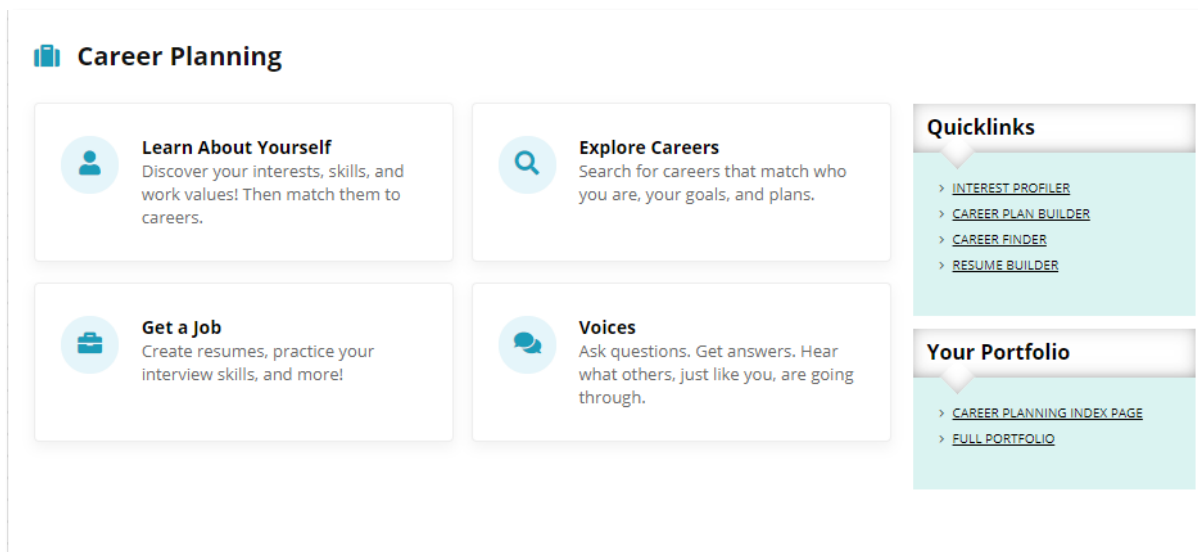 Career Planning
Learn About Yourself
Discover your interests, skills, and
work values! Then match them to
careers.
Explore Careers
Search for careers that match who
you are, your goals, and plans.
Get a Job
Create resumes, practice your
interview skills, and more!
Voices
Ask questions. Get answers. Hear
what others, just like you, are going
through.
Quicklinks
INTEREST PROFILER
CAREER PLAN BUILDER
CAREER FINDER
RESUME BUILDER
Your Portfolio
CAREER PLANNING INDEX PAGE
FULL PORTFOLIO